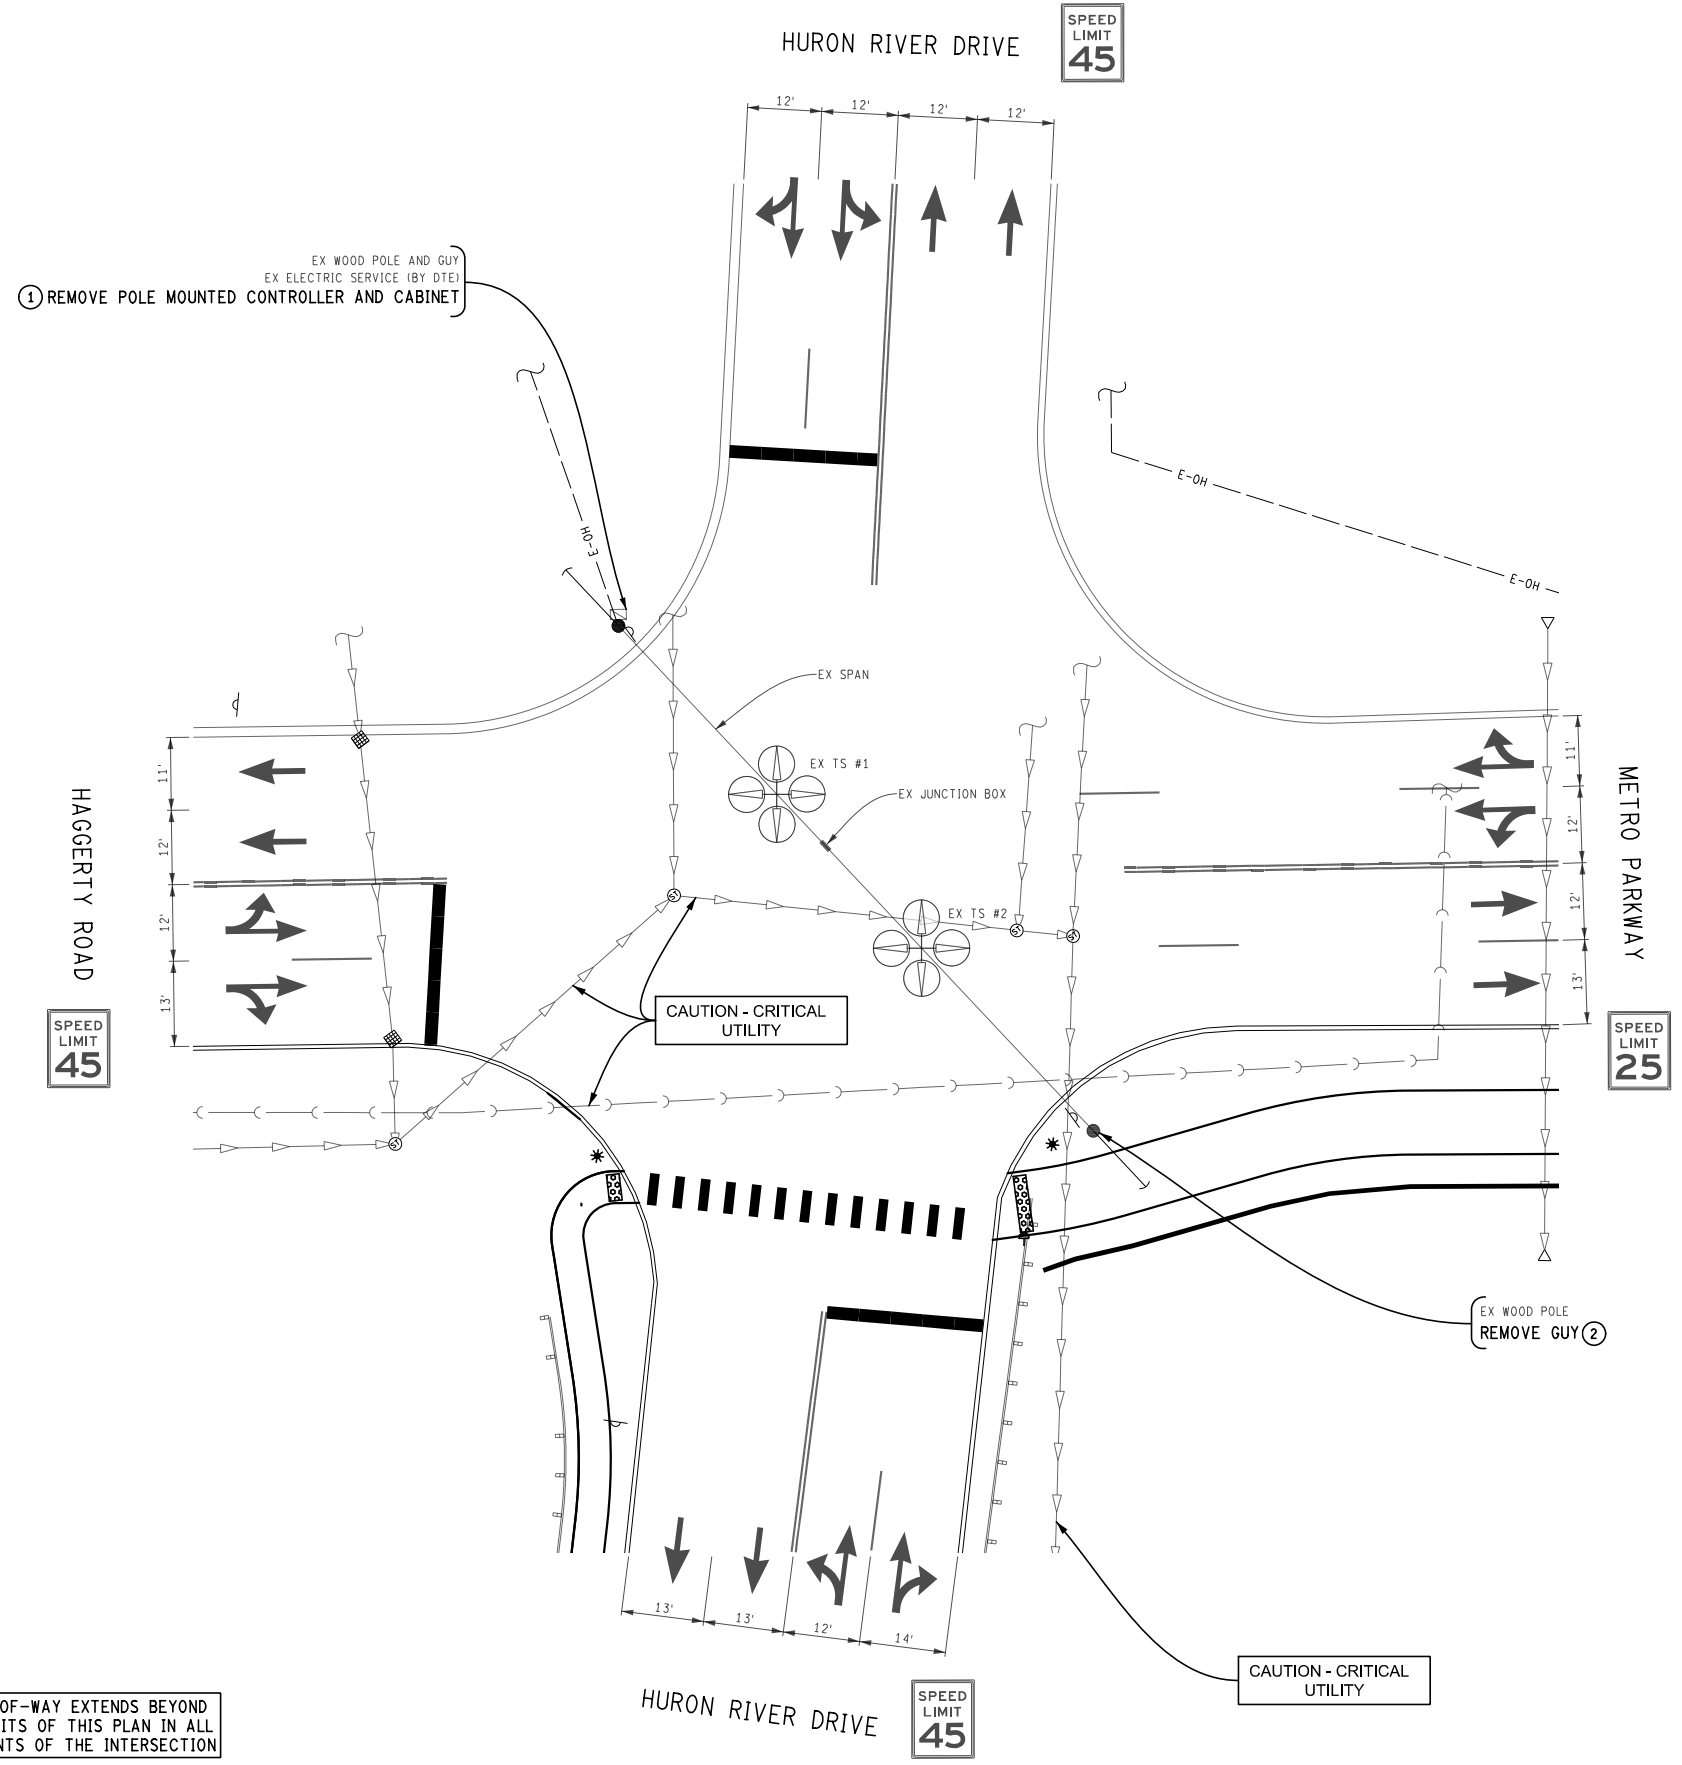 HURON RIVER DRIVE
SPEED
LIMIT
45
12'
12'
12'
12'
EX WOOD POLE AND GUY
EX ELECTRIC SERVICE (BY DTE)
1 REMOVE POLE MOUNTED CONTROLLER AND CABINET
E-OH
E-OH
E-OH
EX SPAN
EX TS #1
EX JUNCTION BOX
EX TS #2
HAGGERTY ROAD
11'
12'
12'
13'
SPEED
LIMIT
45
METRO PARKWAY
11'
12'
12'
13'
SPEED
LIMIT
25
ST
ST
ST
ST
CAUTION - CRITICAL
UTILITY
EX WOOD POLE
REMOVE GUY 2
13'
13'
12'
14'
CAUTION - CRITICAL
UTILITY
HURON RIVER DRIVE
SPEED
LIMIT
45
OF-WAY EXTENDS BEYOND
ITS OF THIS PLAN IN ALL
NTS OF THE INTERSECTION